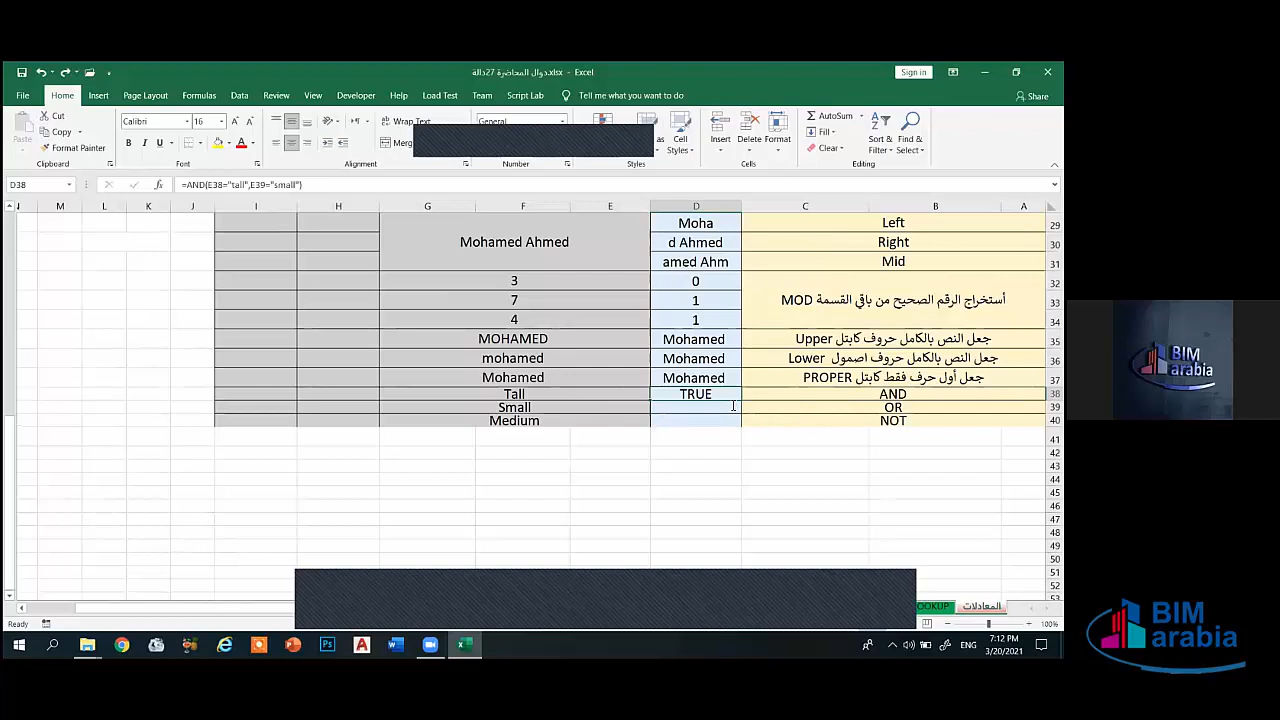 دوال المحاضرة 27دالة.xlsx - Excel
Sign in
File Home Insert Page Layout Formulas Data Review View Developer Help Load Test Team Script Lab Tell me what you want to do Share
Cut
Copy
Format Painter
Paste
Calibri 16
B I U
Wrap Text
Merg
General
as
Cell
Styles
Insert Delete Format
AutoSum
Fill
Clear
Sort &
Filter
Find &
Select
Clipboard Font Alignment Number Styles Cells Editing
D38 fx =AND(E38="tall",E39="small")
M L K J I H G F E D C B A
Moha Left 29
Mohamed Ahmed d Ahmed Right 30
amed Ahm Mid 31
3 0 32
7 1 أستخراج الرقم الصحيح من باقي القسمة MOD 33
4 1 34
MOHAMED Mohamed جعل النص بالكامل حروف كابتل Upper 35
mohamed Mohamed جعل النص بالكامل حروف اصمول Lower 36
Mohamed Mohamed جعل أول حرف فقط كابتل PROPER 37
Tall TRUE AND 38
Small OR 39
Medium NOT 40
41
42
43
44
45
46
47
48
49
50
51
52
53
OOKUP المعادلات
Ready 100%
ENG 7:12 PM
3/20/2021
BIM
arabia
BIM
arabia